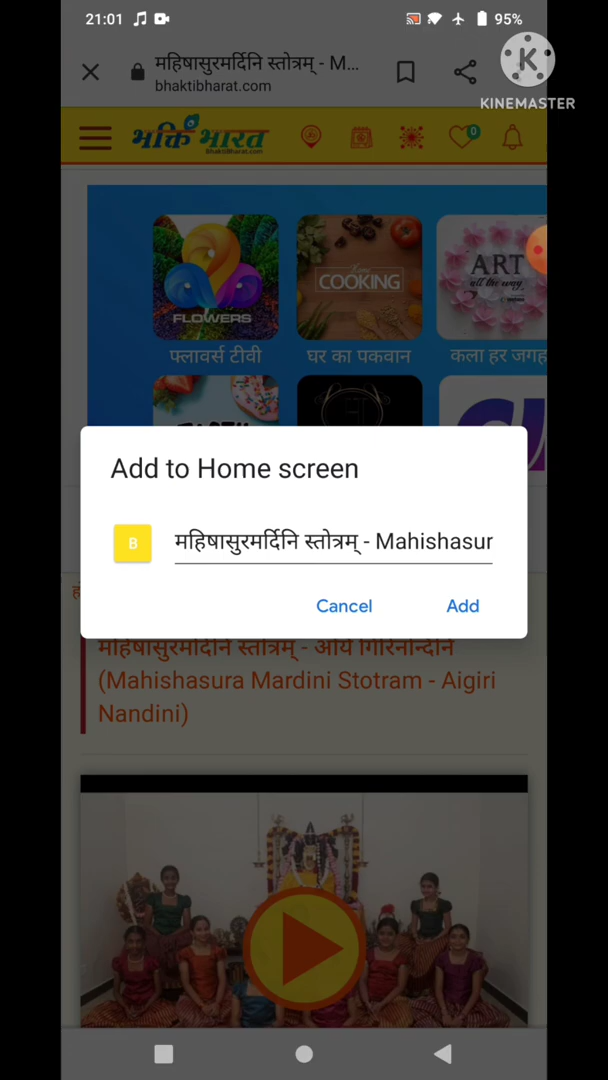 21:01
95%
महिषासुरमर्दिनि स्तोत्रम् - M...
bhaktibharat.com
KINEMASTER
भक्ति भारत
BhaktiBharat.com
0
FLOWERS
COOKING
ART
all the way
फ्लावर्स टीवी
घर का पकवान
कला हर जगह
Add to Home screen
B
महिषासुरमर्दिनि स्तोत्रम् - Mahishasur
Cancel
Add
महिषासुरमर्दिनि स्तोत्रम् - अयि गिरिनन्दिनि
(Mahishasura Mardini Stotram - Aigiri
Nandini)